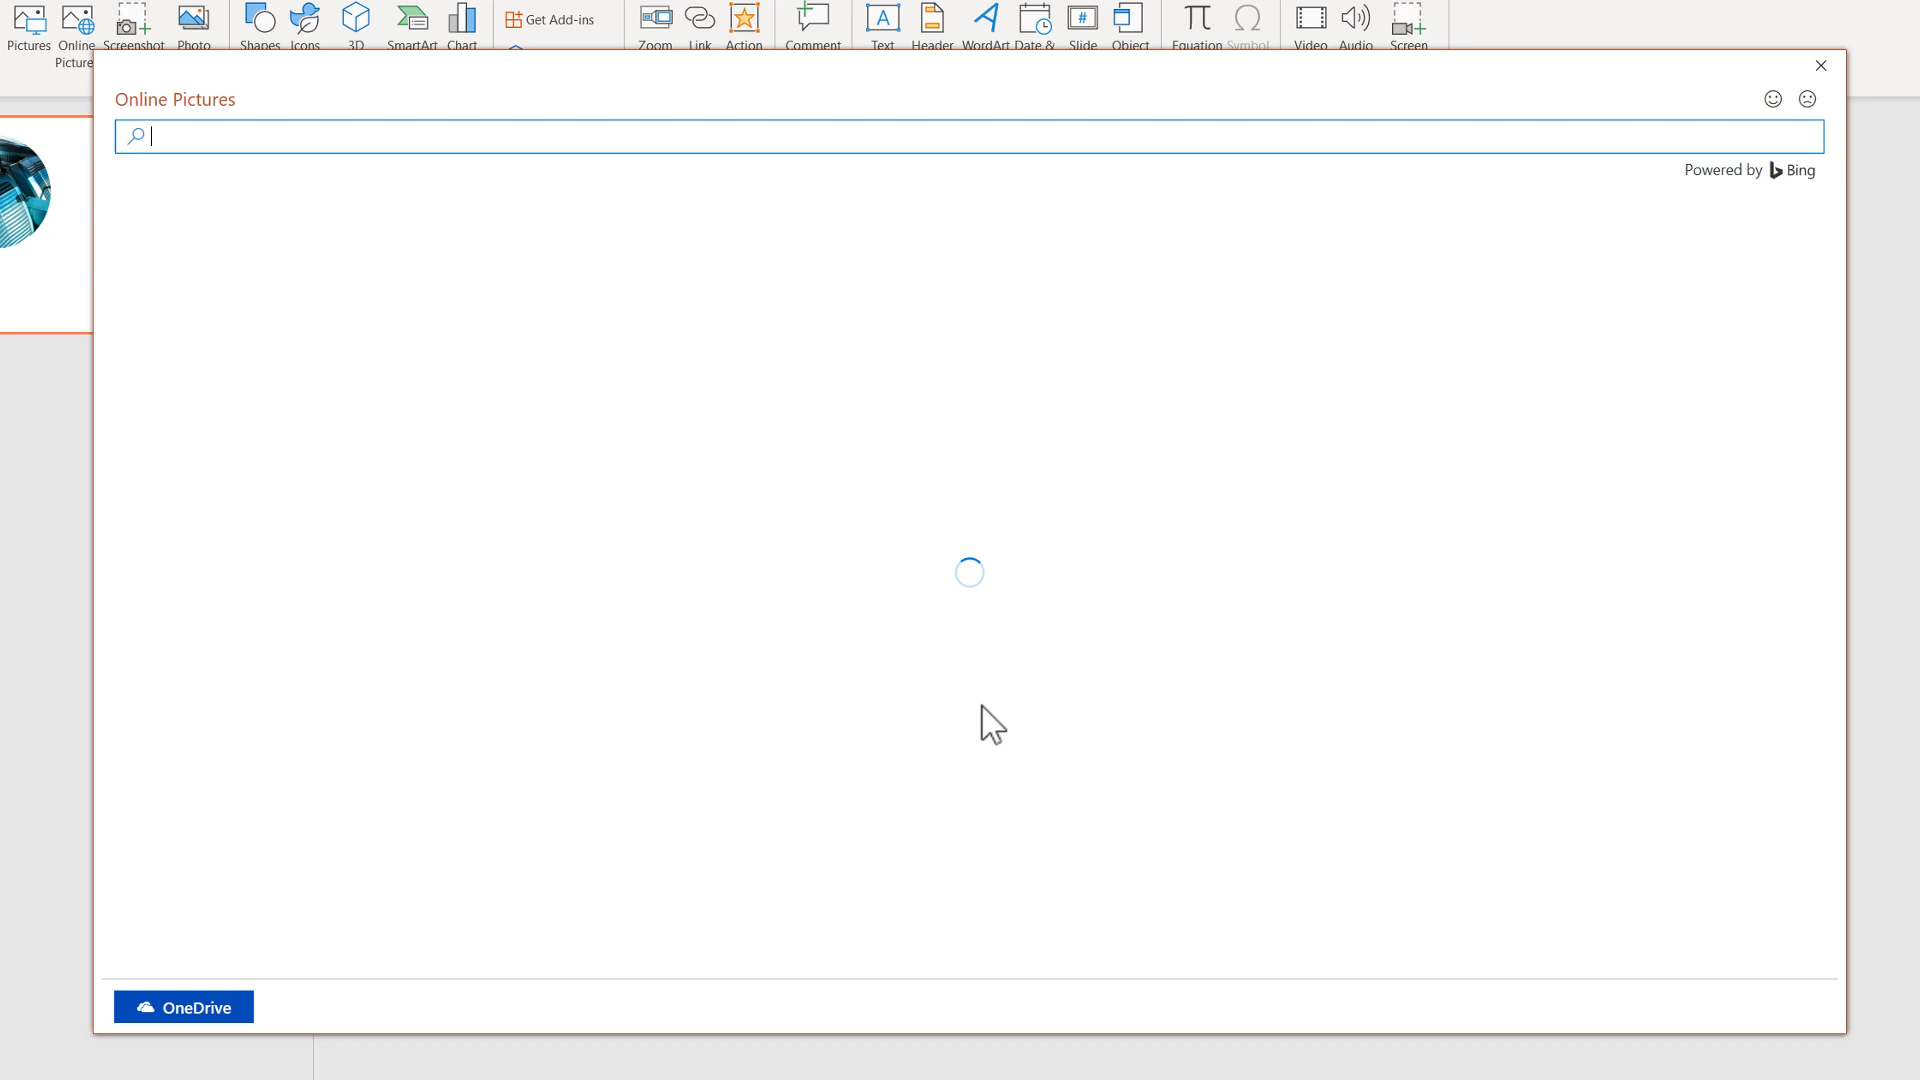 Pictures Online Screenshot Photo Shapes Icons 3D SmartArt Chart Get Add-ins Zoom Link Action Comment Text Header WordArt Date & Slide Object Equation Symbol Video Audio Screen
Online Pictures
Powered by Bing
OneDrive